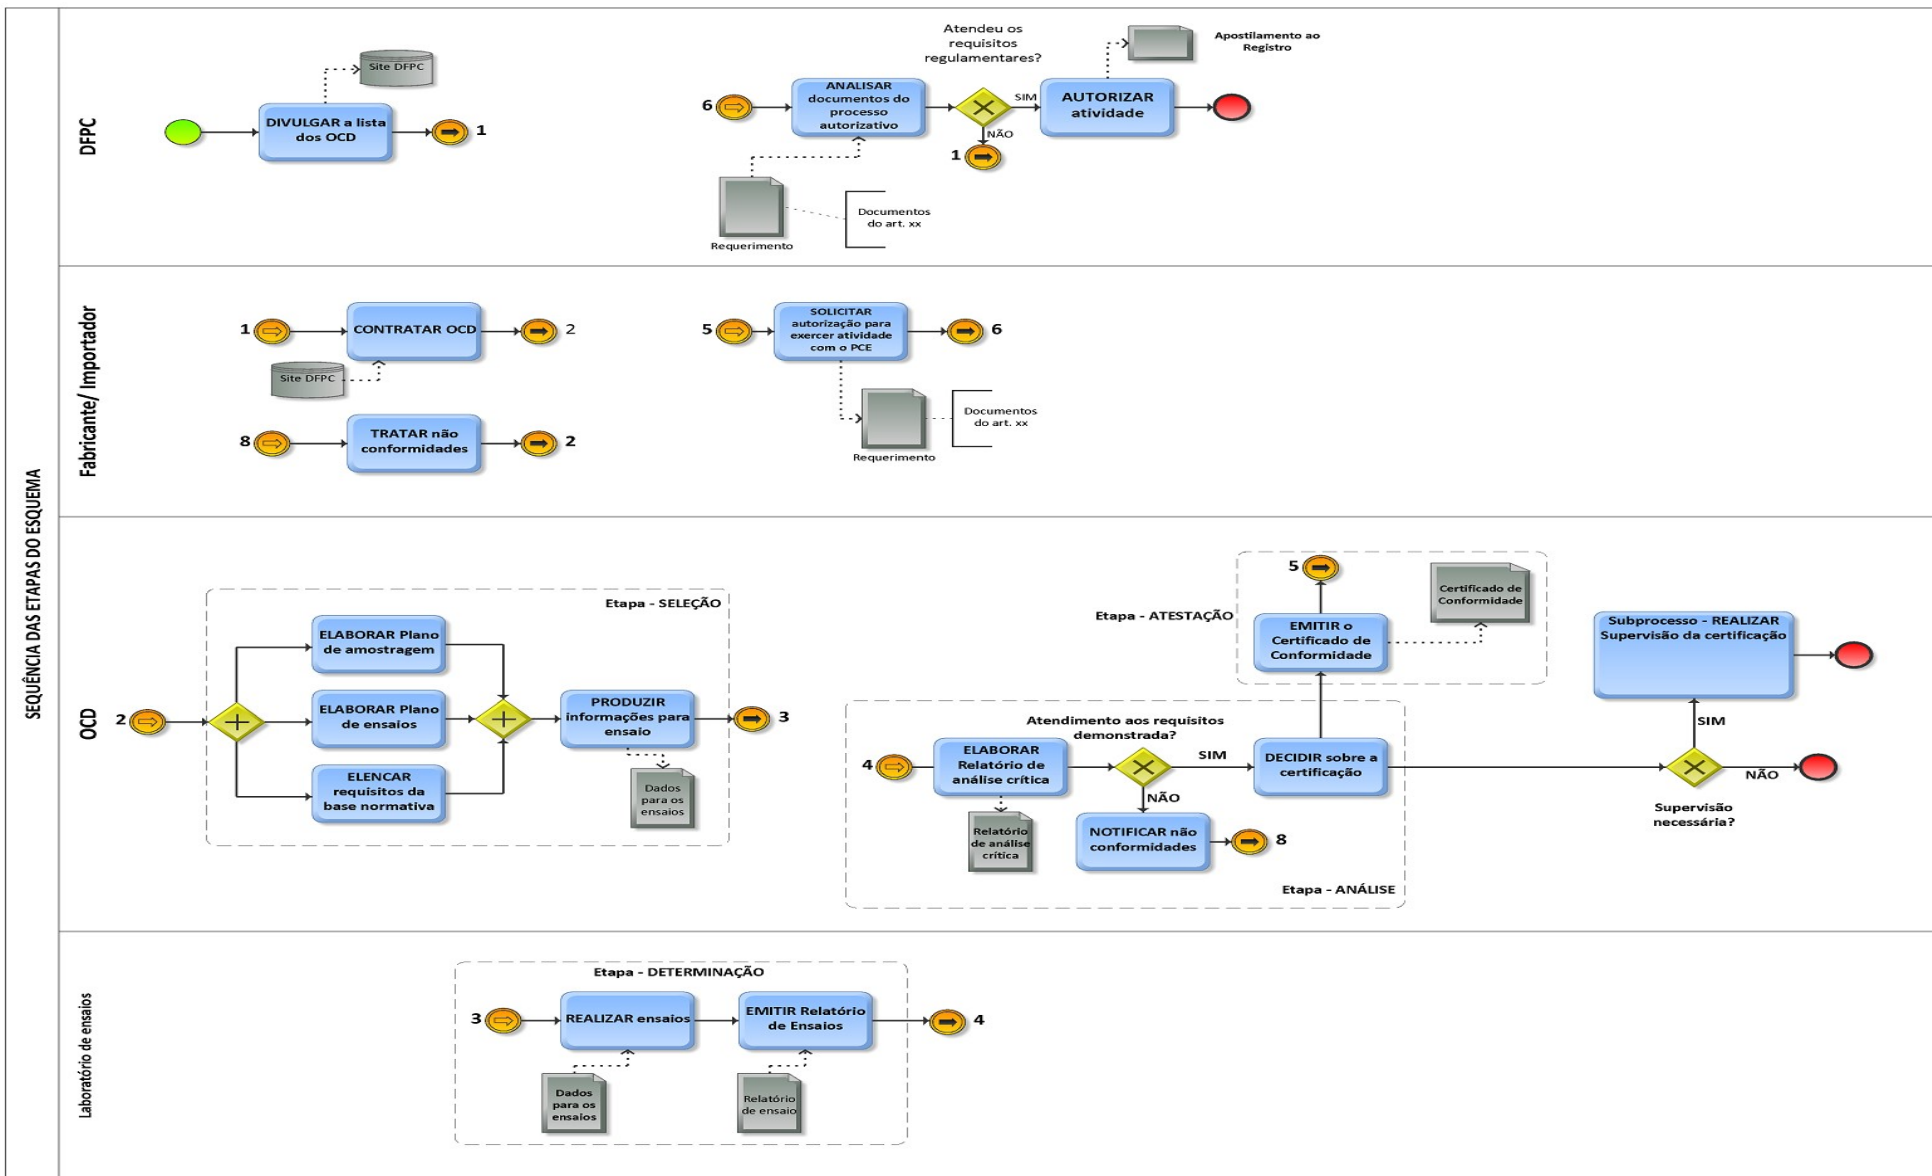 SEQUÊNCIA DAS ETAPAS DO ESQUEMA
DFPC
Site DFPC
DIVULGAR a lista
dos OCD
1
6
ANALISAR
documentos do
processo
autorizativo
Atendeu os
requisitos
regulamentares?
SIM
NÃO
1
AUTORIZAR
atividade
Apostilamento ao
Registro
Requerimento
Documentos
do art. xx
Fabricante/ Importador
1
CONTRATAR OCD
2
Site DFPC
8
TRATAR não
conformidades
2
5
SOLICITAR
autorização para
exercer atividade
com o PCE
6
Requerimento
Documentos
do art. xx
OCD
2
Etapa - SELEÇÃO
ELABORAR Plano
de amostragem
ELABORAR Plano
de ensaios
ELENCAR
requisitos da
base normativa
PRODUZIR
informações para
ensaio
3
Dados
para os
ensaios
4
ELABORAR
Relatório de
análise crítica
Relatório
de análise
crítica
Atendimento aos requisitos
demonstrada?
SIM
NÃO
NOTIFICAR não
conformidades
8
DECIDIR sobre a
certificação
Etapa - ANÁLISE
Etapa - ATESTAÇÃO
5
EMITIR o
Certificado de
Conformidade
Certificado de
Conformidade
Subprocesso - REALIZAR
Supervisão da certificação
SIM
NÃO
Supervisão
necessária?
Laboratório de ensaios
Etapa - DETERMINAÇÃO
3
REALIZAR ensaios
EMITIR Relatório
de Ensaios
4
Dados
para os
ensaios
Relatório
de ensaio